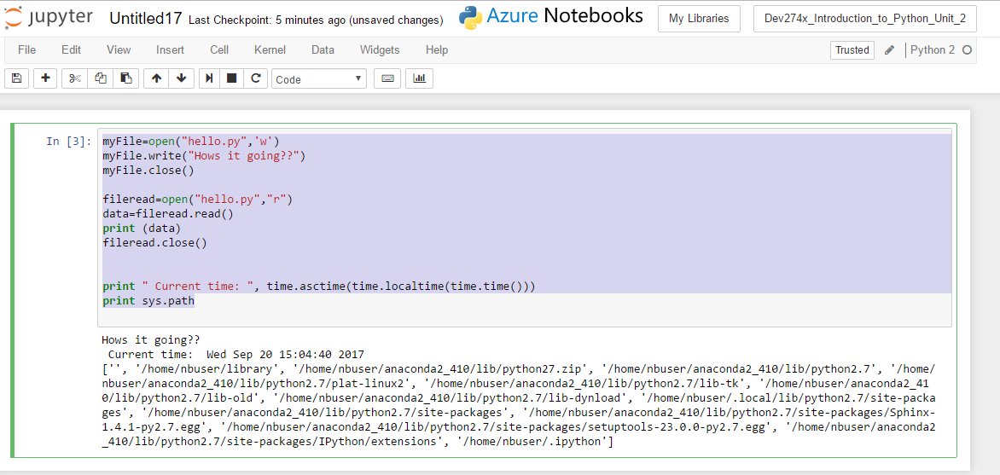 jupyter Untitled17 Last Checkpoint: 5 minutes ago (unsaved changes) Azure Notebooks My Libraries Dev274x_Introduction_to_Python_Unit_2
File Edit View Insert Cell Kernel Data Widgets Help Trusted Python 2
Code
In [3]: myFile=open("hello.py",'w')
myFile.write("Hows it going??")
myFile.close()
fileread=open("hello.py","r")
data=fileread.read()
print (data)
fileread.close()
print " Current time: ", time.asctime(time.localtime(time.time()))
print sys.path
Hows it going??
Current time:  Wed Sep 20 15:04:40 2017
['', '/home/nbuser/library', '/home/nbuser/anaconda2_410/lib/python27.zip', '/home/nbuser/anaconda2_410/lib/python2.7', '/home/
nbuser/anaconda2_410/lib/python2.7/plat-linux2', '/home/nbuser/anaconda2_410/lib/python2.7/lib-tk', '/home/nbuser/anaconda2_41
0/lib/python2.7/lib-old', '/home/nbuser/anaconda2_410/lib/python2.7/lib-dynload', '/home/nbuser/.local/lib/python2.7/site-packa
ges', '/home/nbuser/anaconda2_410/lib/python2.7/site-packages', '/home/nbuser/anaconda2_410/lib/python2.7/site-packages/Sphinx-
1.4.1-py2.7.egg', '/home/nbuser/anaconda2_410/lib/python2.7/site-packages/setuptools-23.0.0-py2.7.egg', '/home/nbuser/anaconda2
_410/lib/python2.7/site-packages/IPython/extensions', '/home/nbuser/.ipython']